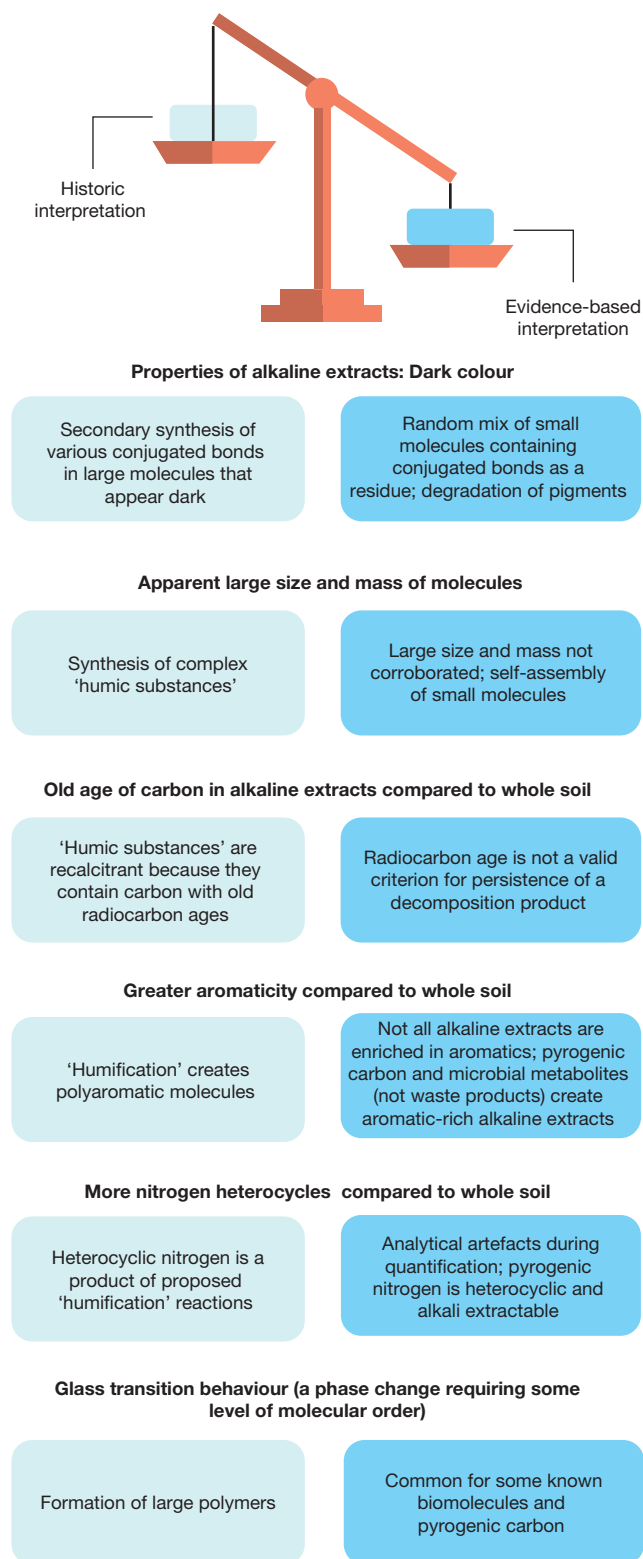 Historic
interpretation
Evidence-based
interpretation
Properties of alkaline extracts: Dark colour
Secondary synthesis of
various conjugated bonds
in large molecules that
appear dark
Random mix of small
molecules containing
conjugated bonds as a
residue; degradation of pigments
Apparent large size and mass of molecules
Synthesis of complex
‘humic substances’
Large size and mass not
corroborated; self-assembly
of small molecules
Old age of carbon in alkaline extracts compared to whole soil
‘Humic substances’ are
recalcitrant because they
contain carbon with old
radiocarbon ages
Radiocarbon age is not a valid
criterion for persistence of a
decomposition product
Greater aromaticity compared to whole soil
‘Humification’ creates
polyaromatic molecules
Not all alkaline extracts are
enriched in aromatics; pyrogenic
carbon and microbial metabolites
(not waste products) create
aromatic-rich alkaline extracts
More nitrogen heterocycles compared to whole soil
Heterocyclic nitrogen is a
product of proposed
‘humification’ reactions
Analytical artefacts during
quantification; pyrogenic
nitrogen is heterocyclic and
alkali extractable
Glass transition behaviour (a phase change requiring some
level of molecular order)
Formation of large polymers
Common for some known
biomolecules and
pyrogenic carbon